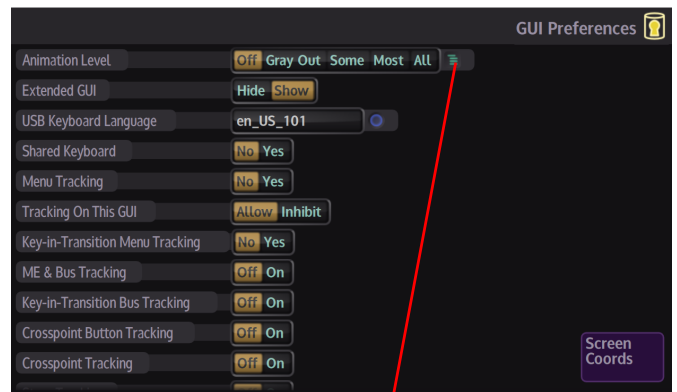 GUI Preferences
Animation Level Off Gray Out Some Most All
Extended GUI Hide Show
USB Keyboard Language en_US_101
Shared Keyboard No Yes
Menu Tracking No Yes
Tracking On This GUI Allow Inhibit
Key-in-Transition Menu Tracking No Yes
ME & Bus Tracking Off On
Key-in-Transition Bus Tracking Off On
Crosspoint Button Tracking Off On
Crosspoint Tracking Off On
Screen
Coords